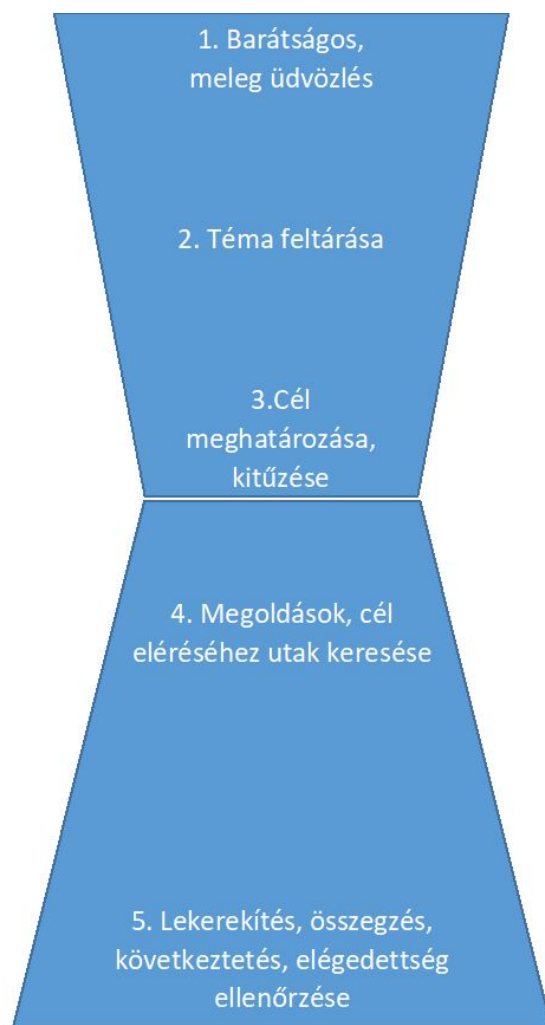 1. Barátságos,
meleg üdvözlés
2. Téma feltárása
3.Cél
meghatározása,
kitűzése
4. Megoldások, cél
eléréséhez utak keresése
5. Lekerekítés, összegzés,
következtetés, elégedettség
ellenőrzése